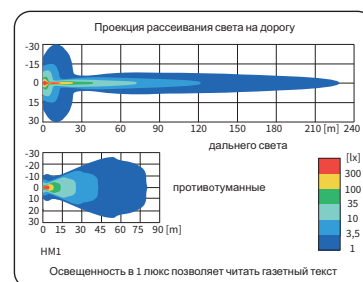 Проекция рассеивания света на дорогу
-30
-15
0
15
30
0 30 60 90 120 150 180 210 [m] 240
дальнего света
-30
-20
-10
0
10
20
30
0 15 30 45 60 75 90 [m]
противотуманные
[lx]
300
100
35
10
3,5
1
HM1
Освещенность в 1 люкс позволяет читать газетный текст